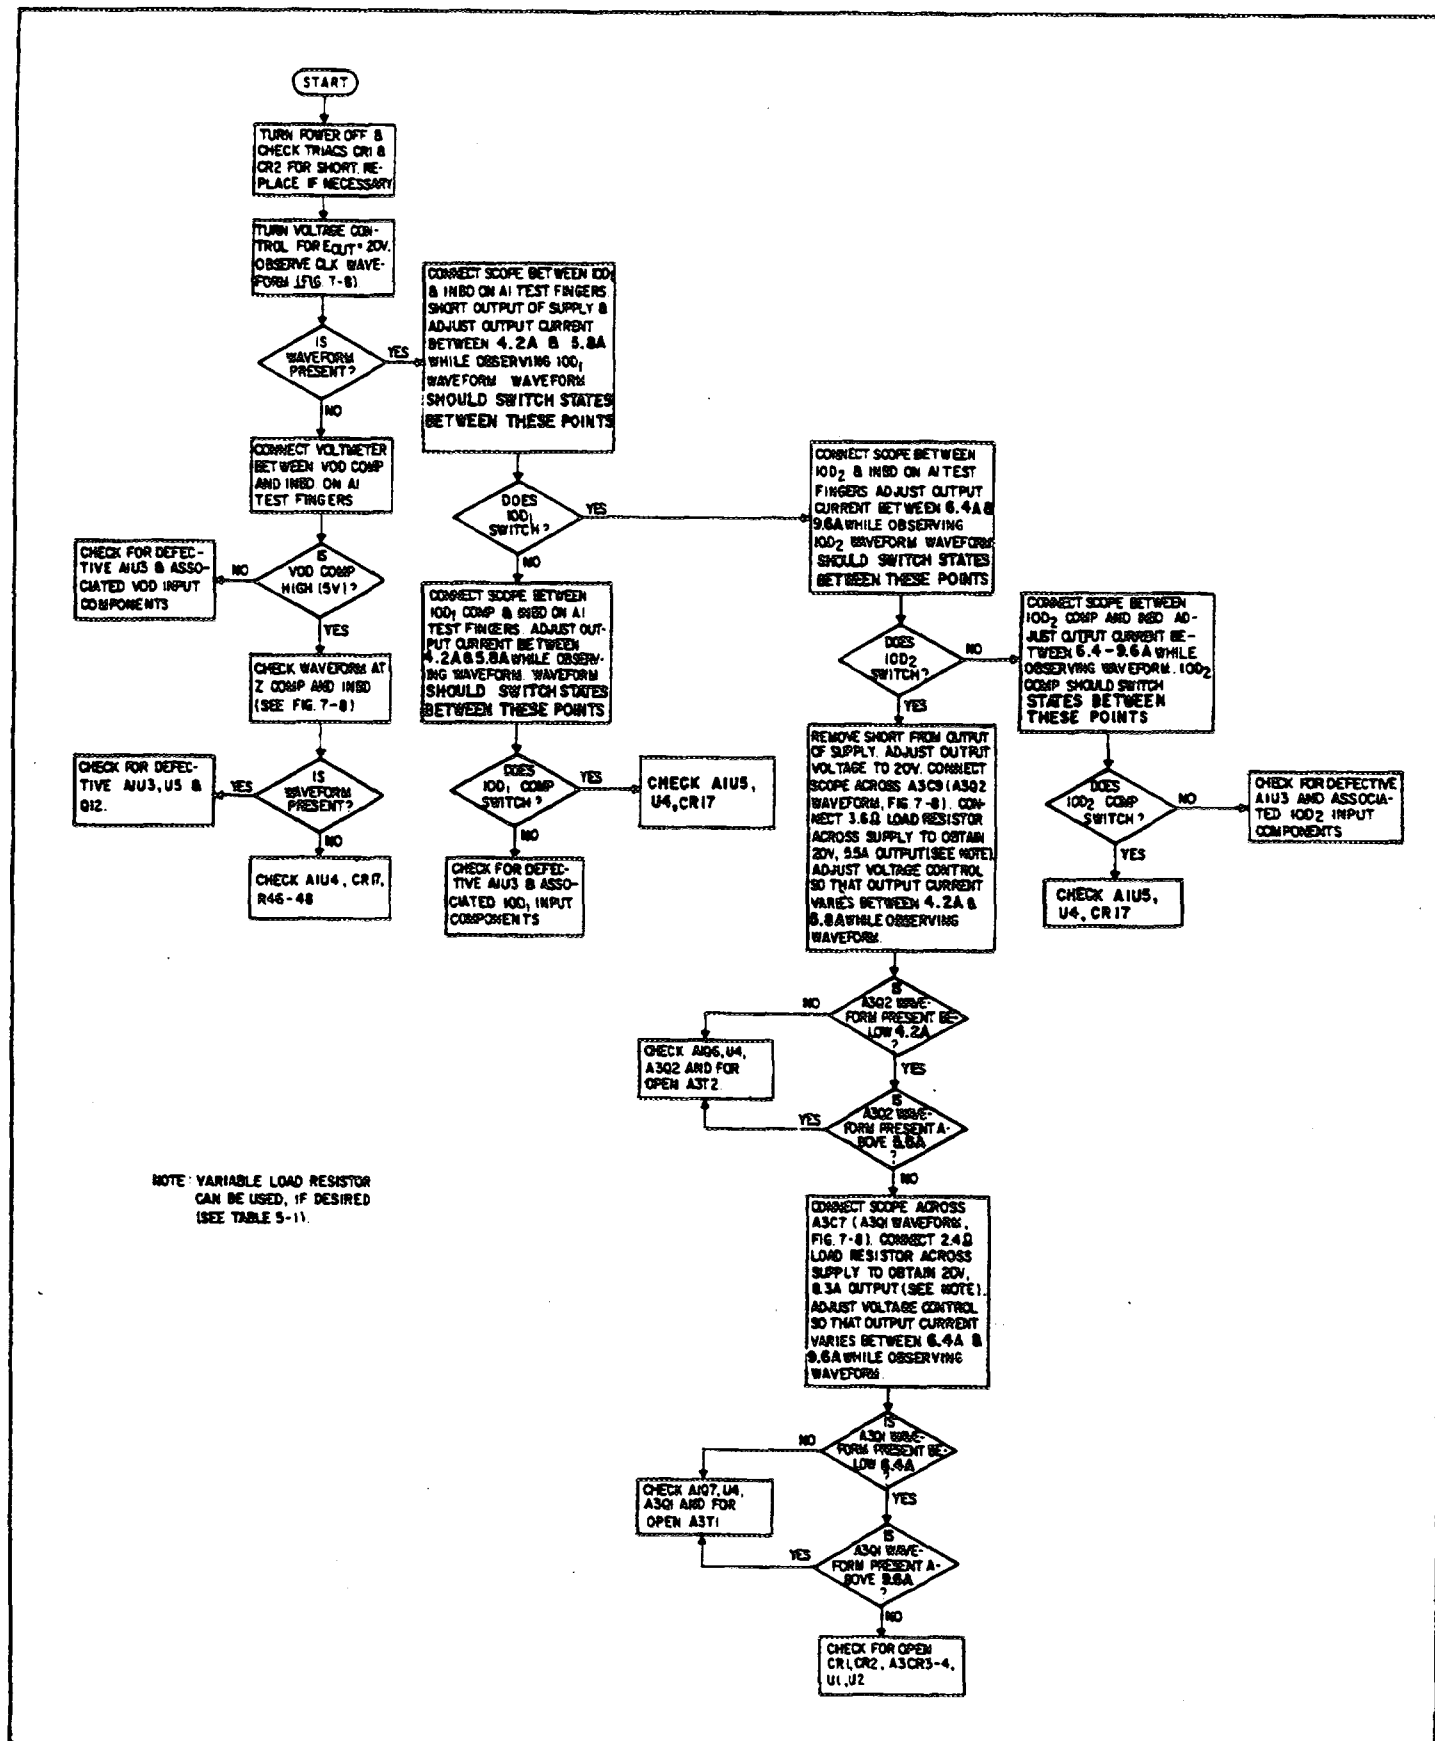 START
TURN POWER OFF &
CHECK TRIACS CR1 &
CR2 FOR SHORT. RE-
PLACE IF NECESSARY
TURN VOLTAGE CON-
TROL FOR EOUT = 20V.
OBSERVE CLK WAVE-
FORM (FIG. 7-8)
IS
WAVEFORM
PRESENT?
YES
NO
CONNECT VOLTMETER
BETWEEN VOD COMP
AND INBD ON A1
TEST FINGERS
IS
VOD COMP
HIGH (5V)?
NO
CHECK FOR DEFEC-
TIVE A1U3 & ASSO-
CIATED VOD INPUT
COMPONENTS
YES
CHECK WAVEFORM AT
Z COMP AND INBD
(SEE FIG. 7-8)
IS
WAVEFORM
PRESENT?
YES
CHECK FOR DEFEC-
TIVE A1U3, U5 &
Q12.
NO
CHECK A1U4, CR17,
R46-48
CONNECT SCOPE BETWEEN IOD1
& INBD ON A1 TEST FINGERS
SHORT OUTPUT OF SUPPLY &
ADJUST OUTPUT CURRENT
BETWEEN 4.2A & 5.8A
WHILE OBSERVING IOD1
WAVEFORM WAVEFORM
SHOULD SWITCH STATES
BETWEEN THESE POINTS
DOES
IOD1
SWITCH?
YES
NO
CONNECT SCOPE BETWEEN
IOD1 COMP & INBD ON A1
TEST FINGERS. ADJUST OUT-
PUT CURRENT BETWEEN
4.2A & 5.8A WHILE OBSERV-
ING WAVEFORM. WAVEFORM
SHOULD SWITCH STATES
BETWEEN THESE POINTS
DOES
IOD1 COMP
SWITCH?
YES
CHECK A1U5,
U4, CR17
NO
CHECK FOR DEFEC-
TIVE A1U3 & ASSO-
CIATED IOD1 INPUT
COMPONENTS
CONNECT SCOPE BETWEEN
IOD2 & INBD ON A1 TEST
FINGERS ADJUST OUTPUT
CURRENT BETWEEN 6.4A &
9.6A WHILE OBSERVING
IOD2 WAVEFORM WAVEFORM
SHOULD SWITCH STATES
BETWEEN THESE POINTS
DOES
IOD2
SWITCH?
NO
YES
CONNECT SCOPE BETWEEN
IOD2 COMP AND INBD AD-
JUST OUTPUT CURRENT BE-
TWEEN 6.4-9.6A WHILE
OBSERVING WAVEFORM. IOD2
COMP SHOULD SWITCH
STATES BETWEEN
THESE POINTS
DOES
IOD2 COMP
SWITCH?
NO
CHECK FOR DEFECTIVE
A1U3 AND ASSOCIA-
TED IOD2 INPUT
COMPONENTS
YES
CHECK A1U5,
U4, CR17
REMOVE SHORT FROM OUTPUT
OF SUPPLY. ADJUST OUTPUT
VOLTAGE TO 20V. CONNECT
SCOPE ACROSS A3C9 (A3Q2
WAVEFORM, FIG. 7-8). CON-
NECT 3.6Ω LOAD RESISTOR
ACROSS SUPPLY TO OBTAIN
20V, 5.5A OUTPUT (SEE NOTE)
ADJUST VOLTAGE CONTROL
SO THAT OUTPUT CURRENT
VARIES BETWEEN 4.2A &
5.8A WHILE OBSERVING
WAVEFORM.
IS
A3Q2 WAVE-
FORM PRESENT BE-
LOW 4.2A
?
NO
CHECK A1Q6, U4,
A3Q2 AND FOR
OPEN A3T2.
YES
IS
A3Q2 WAVE-
FORM PRESENT A-
BOVE 5.8A
?
YES
NO
CONNECT SCOPE ACROSS
A3C7 (A3Q1 WAVEFORM,
FIG. 7-8). CONNECT 2.4Ω
LOAD RESISTOR ACROSS
SUPPLY TO OBTAIN 20V,
8.3A OUTPUT (SEE NOTE).
ADJUST VOLTAGE CONTROL
SO THAT OUTPUT CURRENT
VARIES BETWEEN 6.4A &
9.6A WHILE OBSERVING
WAVEFORM.
IS
A3Q1 WAVE-
FORM PRESENT BE-
LOW 6.4A
?
NO
CHECK A1Q7, U4,
A3Q1 AND FOR
OPEN A3T1
YES
IS
A3Q1 WAVE-
FORM PRESENT A-
BOVE 9.6A
?
YES
NO
CHECK FOR OPEN
CR1, CR2, A3CR3-4,
U1, U2
NOTE: VARIABLE LOAD RESISTOR
CAN BE USED, IF DESIRED
(SEE TABLE 5-1).